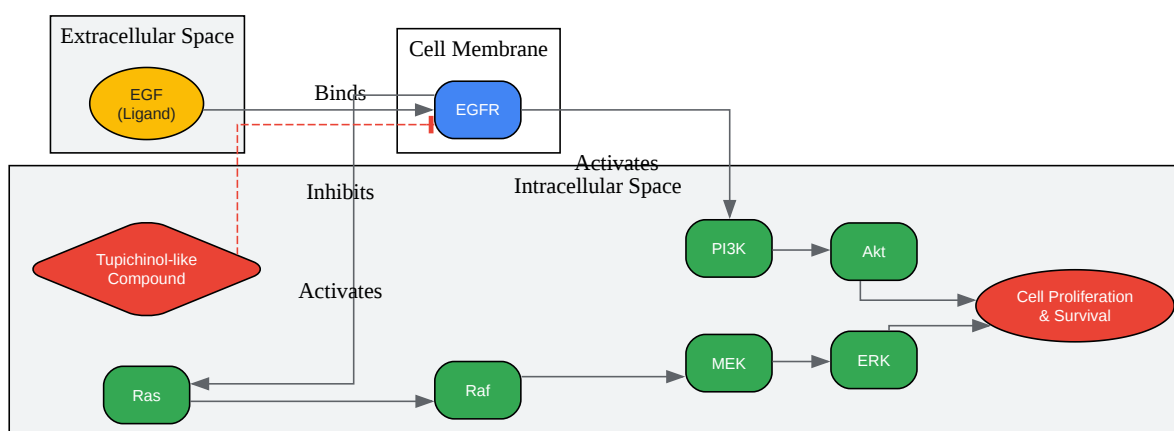 Extracellular Space
Cell Membrane
EGF
(Ligand)
Binds
EGFR
Activates
Intracellular Space
Inhibits
PI3K
Akt
Tupichinol-like
Compound
Activates
Cell Proliferation
& Survival
MEK
ERK
Ras
Raf